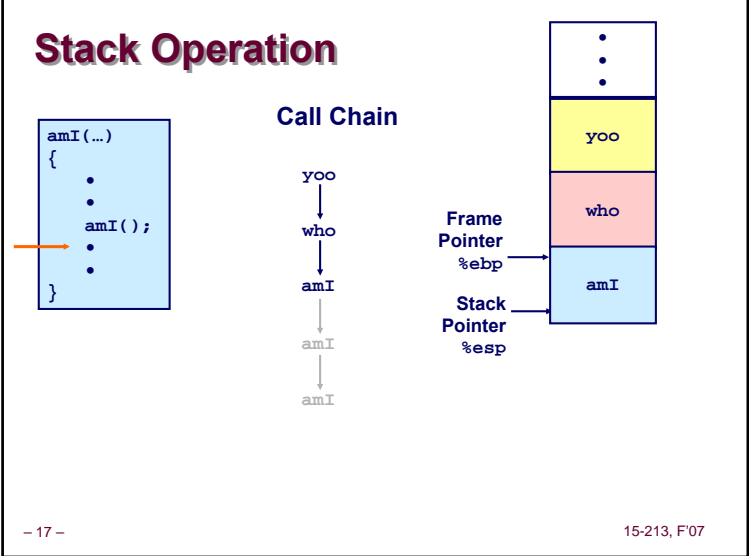 Stack Operation
amI(…)
{
•
•
amI();
•
•
}
Call Chain
yoo
who
amI
amI
amI
Frame
Pointer
%ebp
Stack
Pointer
%esp
•
•
•
yoo
who
amI
– 17 –
15-213, F'07